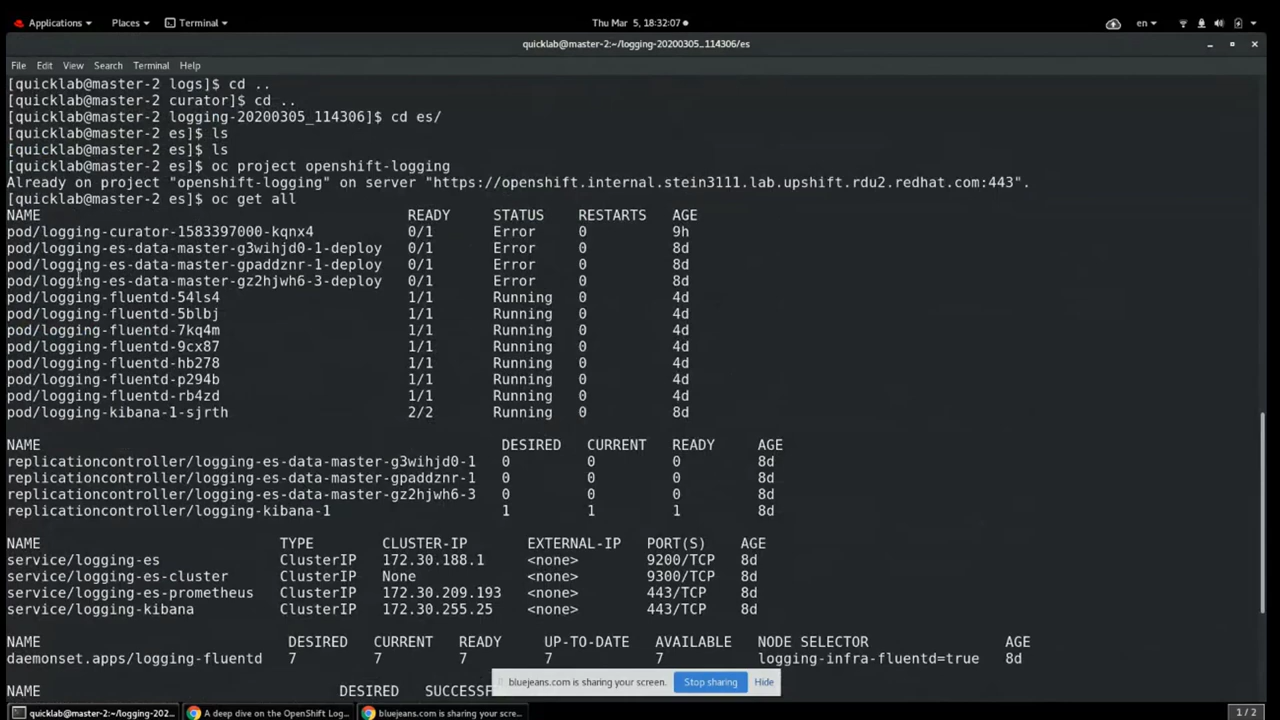 Applications Places Terminal Thu Mar 5, 18:32:07 en
quicklab@master-2:~/logging-20200305_114306/es
File Edit View Search Terminal Help
[quicklab@master-2 logs]$ cd ..
[quicklab@master-2 curator]$ cd ..
[quicklab@master-2 logging-20200305_114306]$ cd es/
[quicklab@master-2 es]$ ls
[quicklab@master-2 es]$ ls
[quicklab@master-2 es]$ oc project openshift-logging
Already on project "openshift-logging" on server "https://openshift.internal.stein3111.lab.upshift.rdu2.redhat.com:443".
[quicklab@master-2 es]$ oc get all
NAME READY STATUS RESTARTS AGE
pod/logging-curator-1583397000-kqnx4 0/1 Error 0 9h
pod/logging-es-data-master-g3wihjd0-1-deploy 0/1 Error 0 8d
pod/logging-es-data-master-gpaddznr-1-deploy 0/1 Error 0 8d
pod/logging-es-data-master-gz2hjwh6-3-deploy 0/1 Error 0 8d
pod/logging-fluentd-54ls4 1/1 Running 0 4d
pod/logging-fluentd-5blbj 1/1 Running 0 4d
pod/logging-fluentd-7kq4m 1/1 Running 0 4d
pod/logging-fluentd-9cx87 1/1 Running 0 4d
pod/logging-fluentd-hb278 1/1 Running 0 4d
pod/logging-fluentd-p294b 1/1 Running 0 4d
pod/logging-fluentd-rb4zd 1/1 Running 0 4d
pod/logging-kibana-1-sjrth 2/2 Running 0 8d
NAME DESIRED CURRENT READY AGE
replicationcontroller/logging-es-data-master-g3wihjd0-1 0 0 0 8d
replicationcontroller/logging-es-data-master-gpaddznr-1 0 0 0 8d
replicationcontroller/logging-es-data-master-gz2hjwh6-3 0 0 0 8d
replicationcontroller/logging-kibana-1 1 1 1 8d
NAME TYPE CLUSTER-IP EXTERNAL-IP PORT(S) AGE
service/logging-es ClusterIP 172.30.188.1 <none> 9200/TCP 8d
service/logging-es-cluster ClusterIP None <none> 9300/TCP 8d
service/logging-es-prometheus ClusterIP 172.30.209.193 <none> 443/TCP 8d
service/logging-kibana ClusterIP 172.30.255.25 <none> 443/TCP 8d
NAME DESIRED CURRENT READY UP-TO-DATE AVAILABLE NODE SELECTOR AGE
daemonset.apps/logging-fluentd 7 7 7 7 7 logging-infra-fluentd=true 8d
bluejeans.com is sharing your screen. Stop sharing Hide
NAME DESIRED SUCCESSF
quicklab@master-2:~/logging-202... A deep dive on the OpenShift Log... bluejeans.com is sharing your scre... 1 / 2